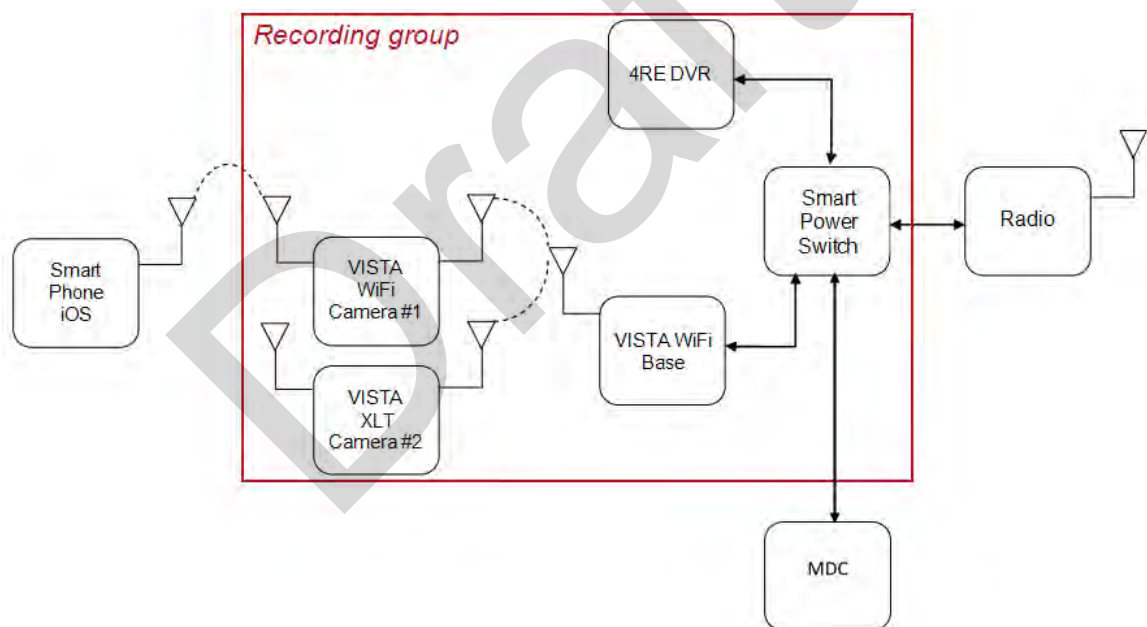 Recording group
4RE DVR
Smart
Power
Switch
Radio
Smart
Phone
iOS
VISTA
WiFi
Camera #1
VISTA WiFi
Base
VISTA
XLT
Camera #2
MDC
Draft